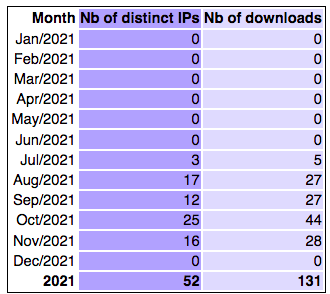 Month Nb of distinct IPs Nb of downloads
Jan/2021 0 0
Feb/2021 0 0
Mar/2021 0 0
Apr/2021 0 0
May/2021 0 0
Jun/2021 0 0
Jul/2021 3 5
Aug/2021 17 27
Sep/2021 12 27
Oct/2021 25 44
Nov/2021 16 28
Dec/2021 0 0
2021 52 131